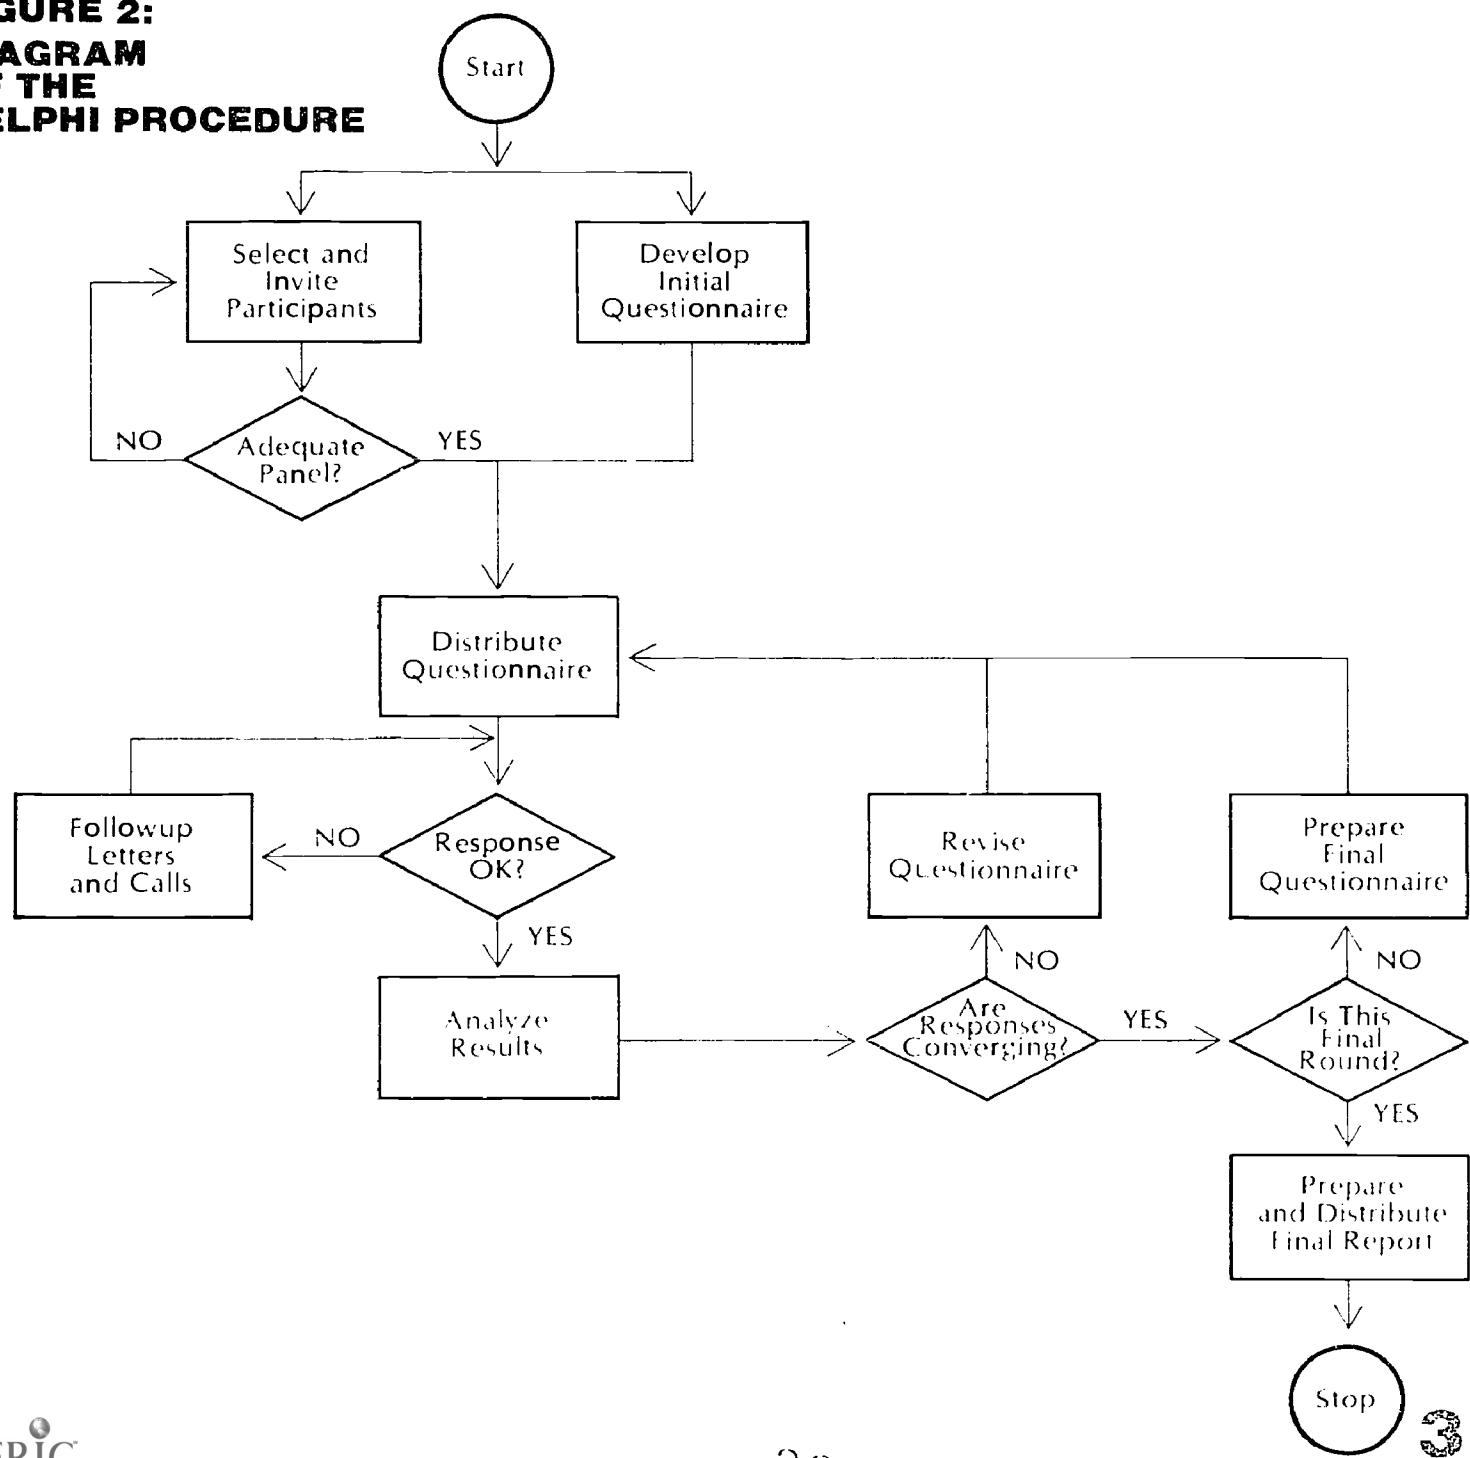 GURE 2:
AGRAM
F THE
ELPHI PROCEDURE
Start
Select and
Invite
Participants
Develop
Initial
Questionnaire
NO
Adequate
Panel?
YES
Distribute
Questionnaire
Followup
Letters
and Calls
NO
Response
OK?
YES
Revise
Questionnaire
Prepare
Final
Questionnaire
NO
NO
Analyze
Results
Are
Responses
Converging?
YES
Is This
Final
Round?
YES
Prepare
and Distribute
Final Report
Stop
3
ERIC